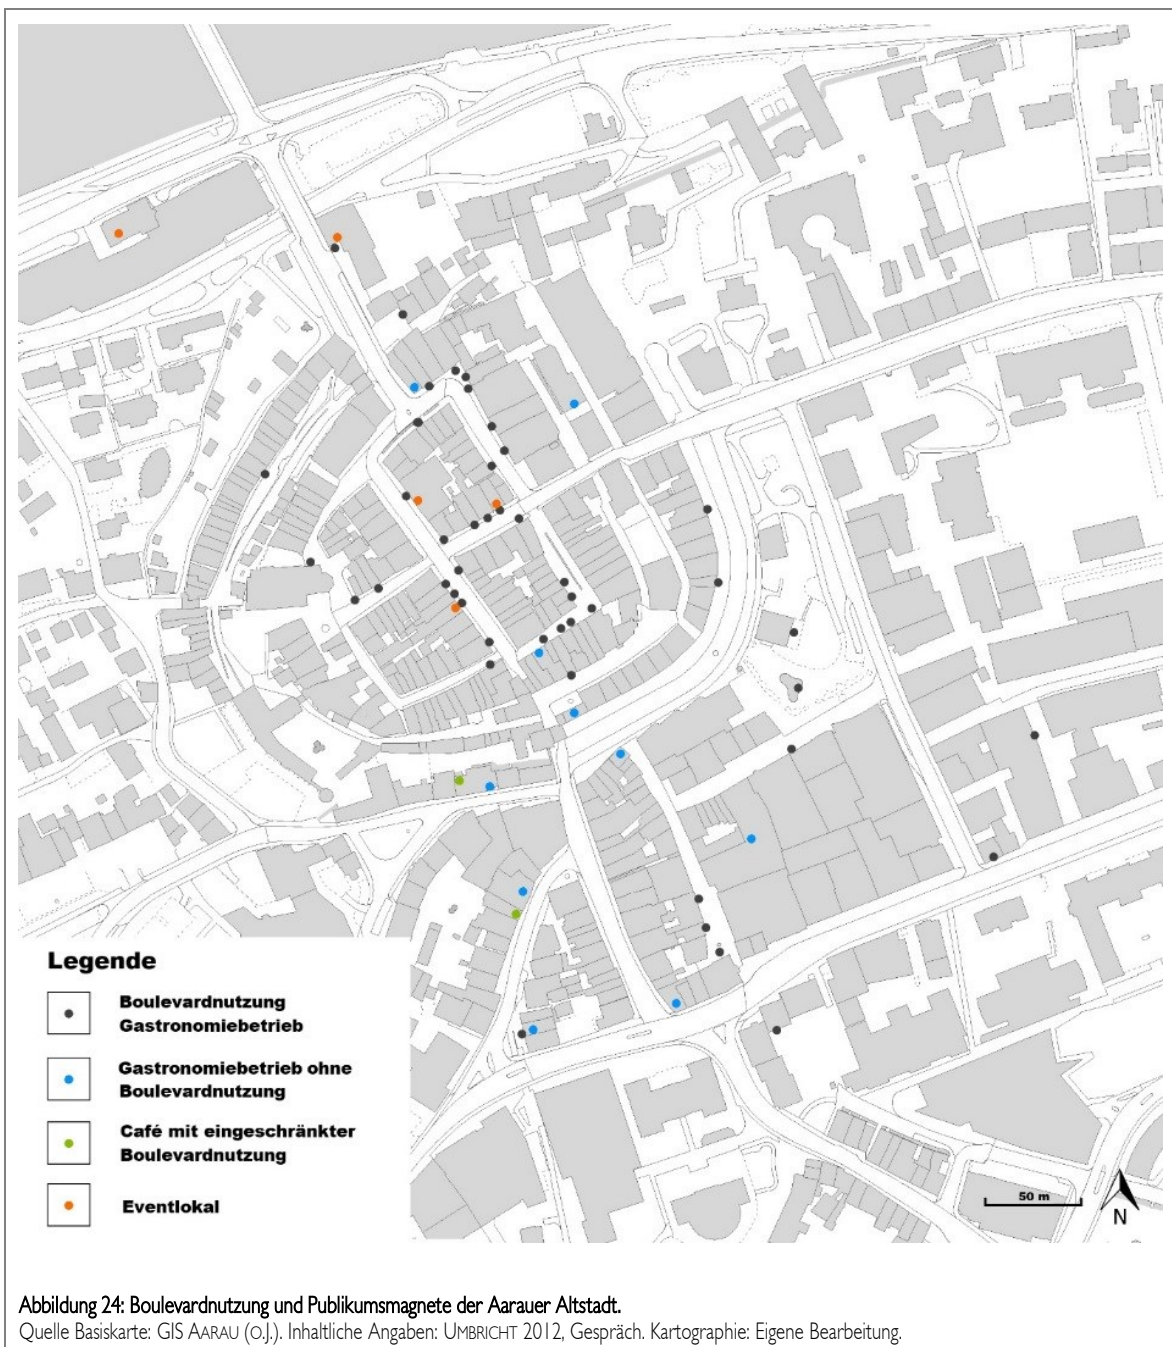 Legende
Boulevardnutzung
Gastronomiebetrieb
Gastronomiebetrieb ohne
Boulevardnutzung
Café mit eingeschränkter
Boulevardnutzung
Eventlokal
50 m
N
Abbildung 24: Boulevardnutzung und Publikumsmagnete der Aarauer Altstadt.
Quelle Basiskarte: GIS AARAU (O.J.). Inhaltliche Angaben: UMBRICHT 2012, Gespräch. Kartographie: Eigene Bearbeitung.